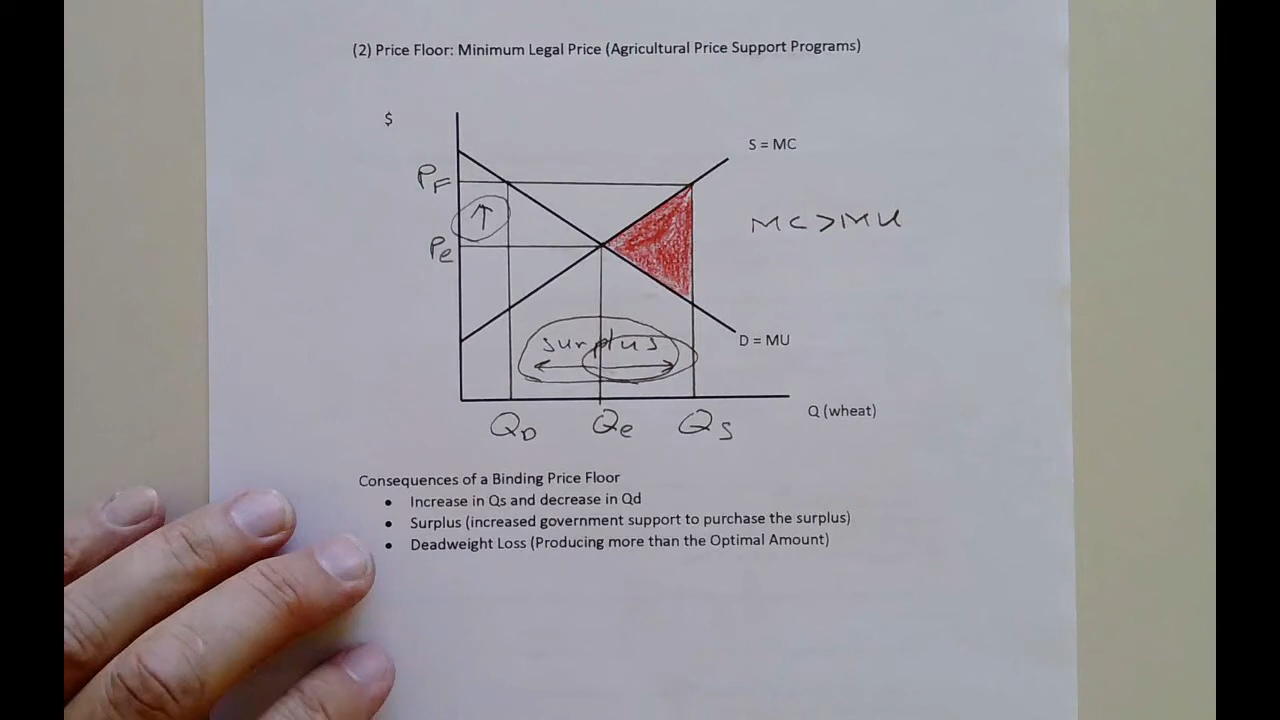 (2) Price Floor: Minimum Legal Price (Agricultural Price Support Programs)
$
S = MC
PF
MC>MU
Pe
surplus
D = MU
Q (wheat)
QD Qe QS
Consequences of a Binding Price Floor
• Increase in Qs and decrease in Qd
• Surplus (increased government support to purchase the surplus)
• Deadweight Loss (Producing more than the Optimal Amount)